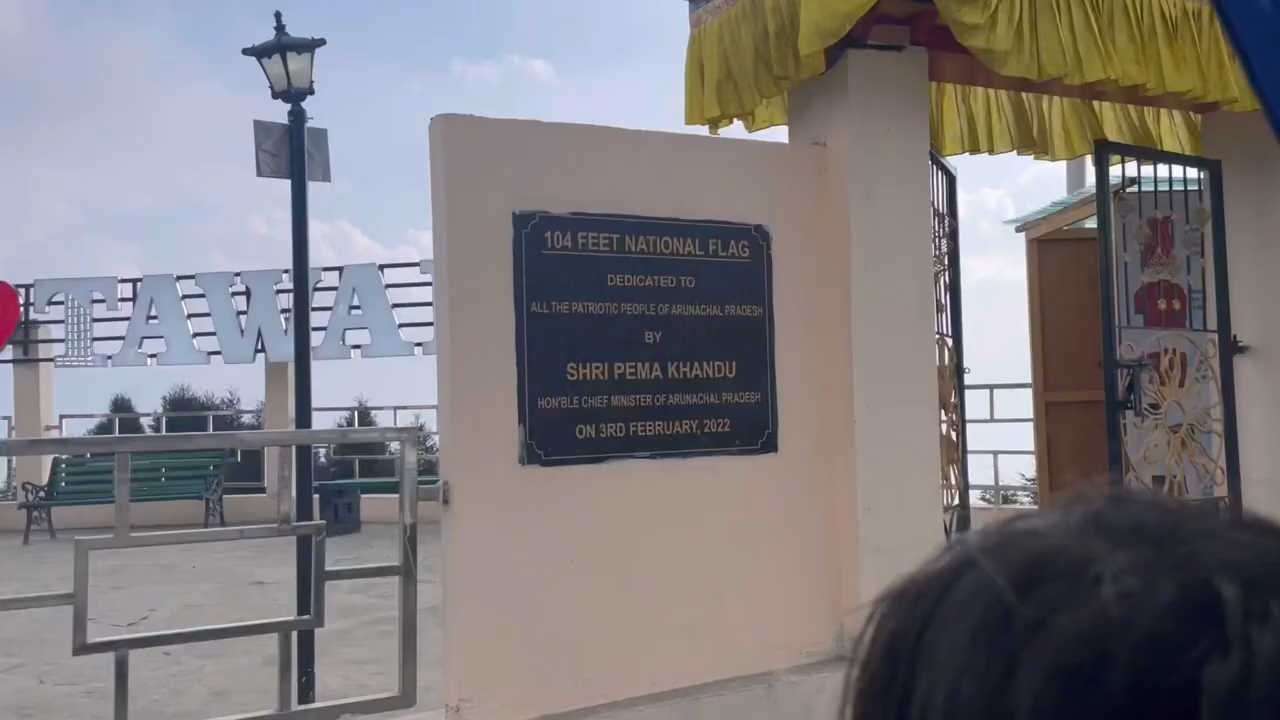 TAWA
104 FEET NATIONAL FLAG
DEDICATED TO
ALL THE PATRIOTIC PEOPLE OF ARUNACHAL PRADESH
BY
SHRI PEMA KHANDU
HON'BLE CHIEF MINISTER OF ARUNACHAL PRADESH
ON 3RD FEBRUARY, 2022